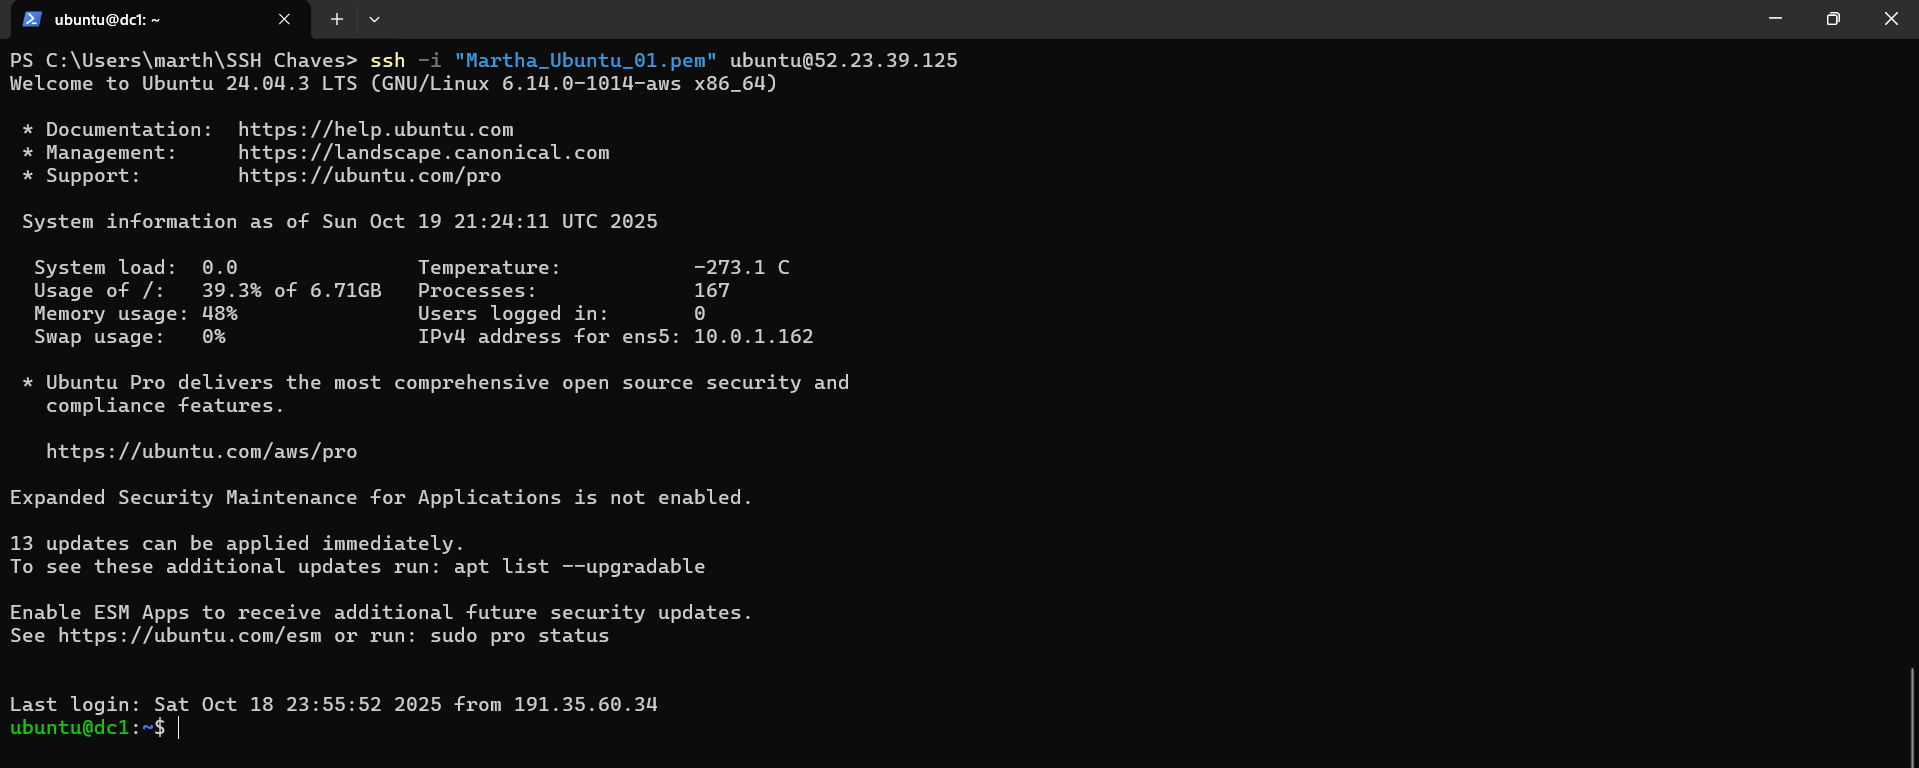 ubuntu@dc1: ~
PS C:\Users\marth\SSH Chaves> ssh -i "Martha_Ubuntu_01.pem" ubuntu@52.23.39.125
Welcome to Ubuntu 24.04.3 LTS (GNU/Linux 6.14.0-1014-aws x86_64)
* Documentation:  https://help.ubuntu.com
* Management:     https://landscape.canonical.com
* Support:        https://ubuntu.com/pro
System information as of Sun Oct 19 21:24:11 UTC 2025
System load:  0.0               Temperature:           -273.1 C
Usage of /:   39.3% of 6.71GB   Processes:             167
Memory usage: 48%               Users logged in:       0
Swap usage:   0%                IPv4 address for ens5: 10.0.1.162
* Ubuntu Pro delivers the most comprehensive open source security and
compliance features.
https://ubuntu.com/aws/pro
Expanded Security Maintenance for Applications is not enabled.
13 updates can be applied immediately.
To see these additional updates run: apt list --upgradable
Enable ESM Apps to receive additional future security updates.
See https://ubuntu.com/esm or run: sudo pro status
Last login: Sat Oct 18 23:55:52 2025 from 191.35.60.34
ubuntu@dc1:~$